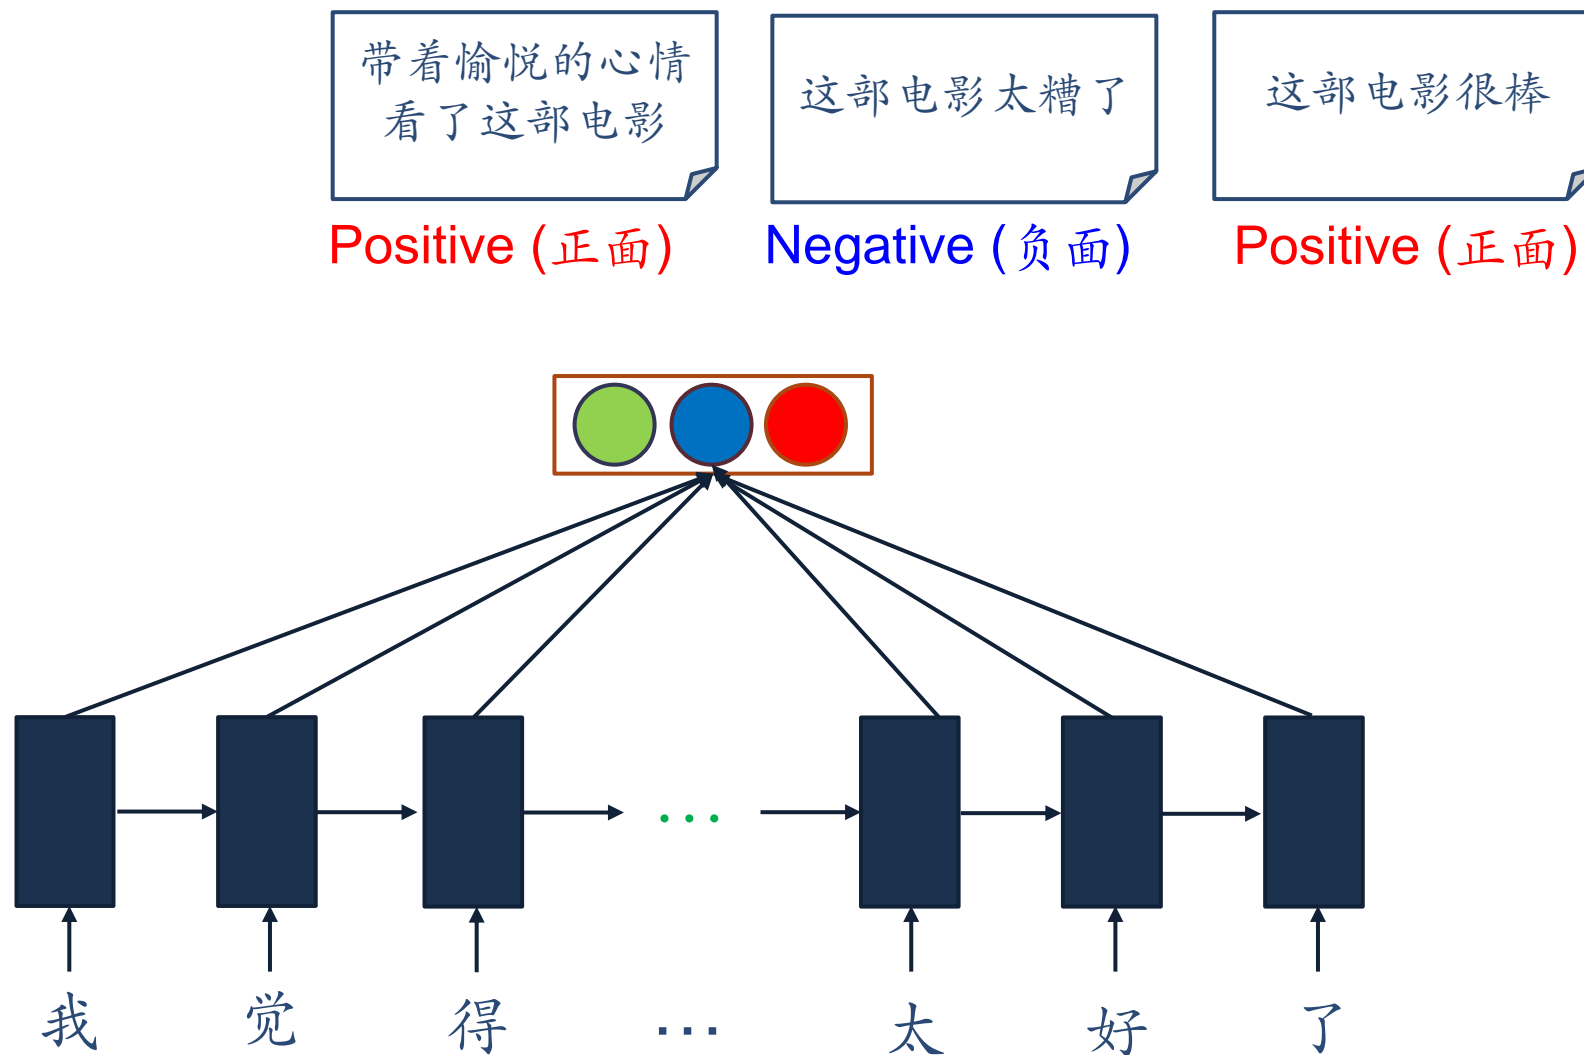 带着愉悦的心情
看了这部电影
这部电影太糟了
这部电影很棒
Positive (正面)
Negative (负面)
Positive (正面)
...
我 觉 得 ... 太 好 了